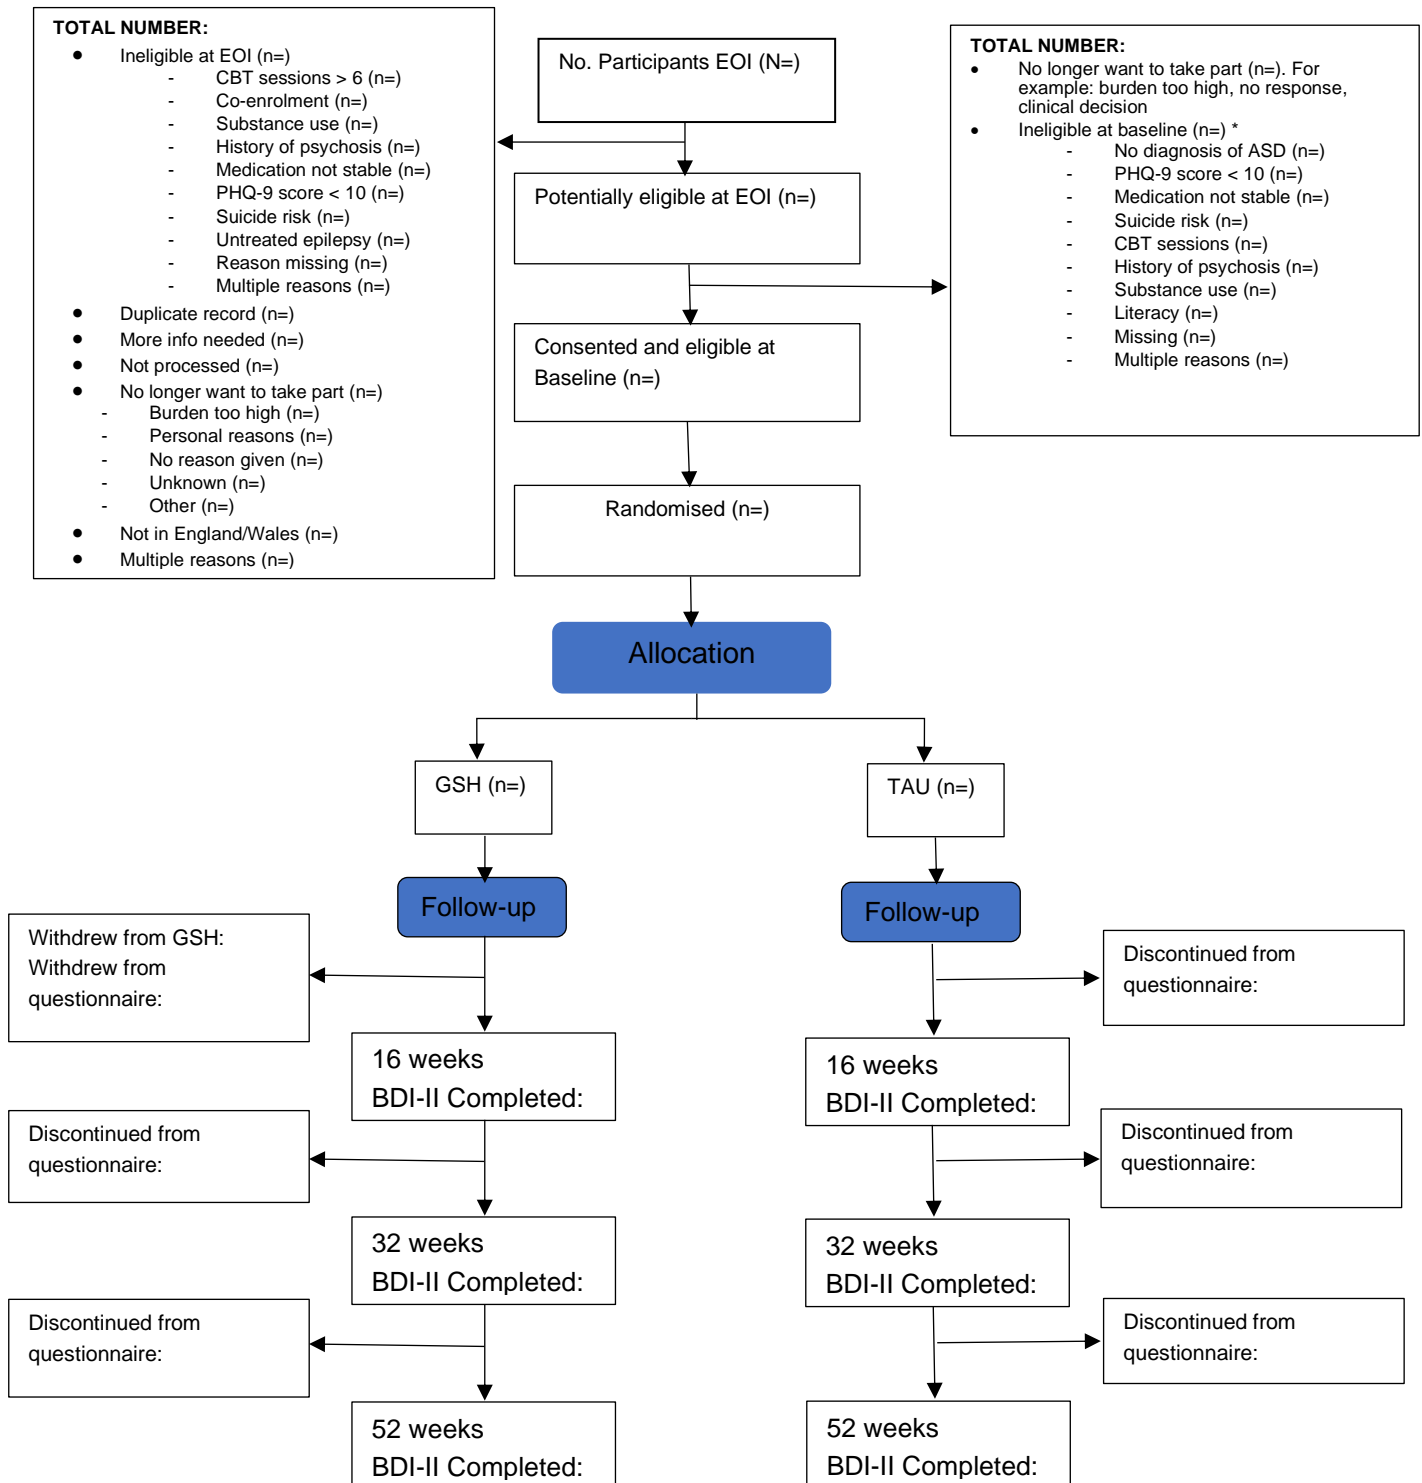 TOTAL NUMBER:
• Ineligible at EOI (n=)
- CBT sessions > 6 (n=)
- Co-enrolment (n=)
- Substance use (n=)
- History of psychosis (n=)
- Medication not stable (n=)
- PHQ-9 score < 10 (n=)
- Suicide risk (n=)
- Untreated epilepsy (n=)
- Reason missing (n=)
- Multiple reasons (n=)
• Duplicate record (n=)
• More info needed (n=)
• Not processed (n=)
• No longer want to take part (n=)
- Burden too high (n=)
- Personal reasons (n=)
- No reason given (n=)
- Unknown (n=)
- Other (n=)
• Not in England/Wales (n=)
• Multiple reasons (n=)
No. Participants EOI (N=)
TOTAL NUMBER:
• No longer want to take part (n=). For
example: burden too high, no response,
clinical decision
• Ineligible at baseline (n=) *
- No diagnosis of ASD (n=)
- PHQ-9 score < 10 (n=)
- Medication not stable (n=)
- Suicide risk (n=)
- CBT sessions (n=)
- History of psychosis (n=)
- Substance use (n=)
- Literacy (n=)
- Missing (n=)
- Multiple reasons (n=)
Potentially eligible at EOI (n=)
Consented and eligible at
Baseline (n=)
Randomised (n=)
Allocation
GSH (n=)
TAU (n=)
Follow-up
Follow-up
Withdrew from GSH:
Withdrew from
questionnaire:
Discontinued from
questionnaire:
16 weeks
BDI-II Completed:
16 weeks
BDI-II Completed:
Discontinued from
questionnaire:
Discontinued from
questionnaire:
32 weeks
BDI-II Completed:
32 weeks
BDI-II Completed:
Discontinued from
questionnaire:
Discontinued from
questionnaire:
52 weeks
BDI-II Completed:
52 weeks
BDI-II Completed: